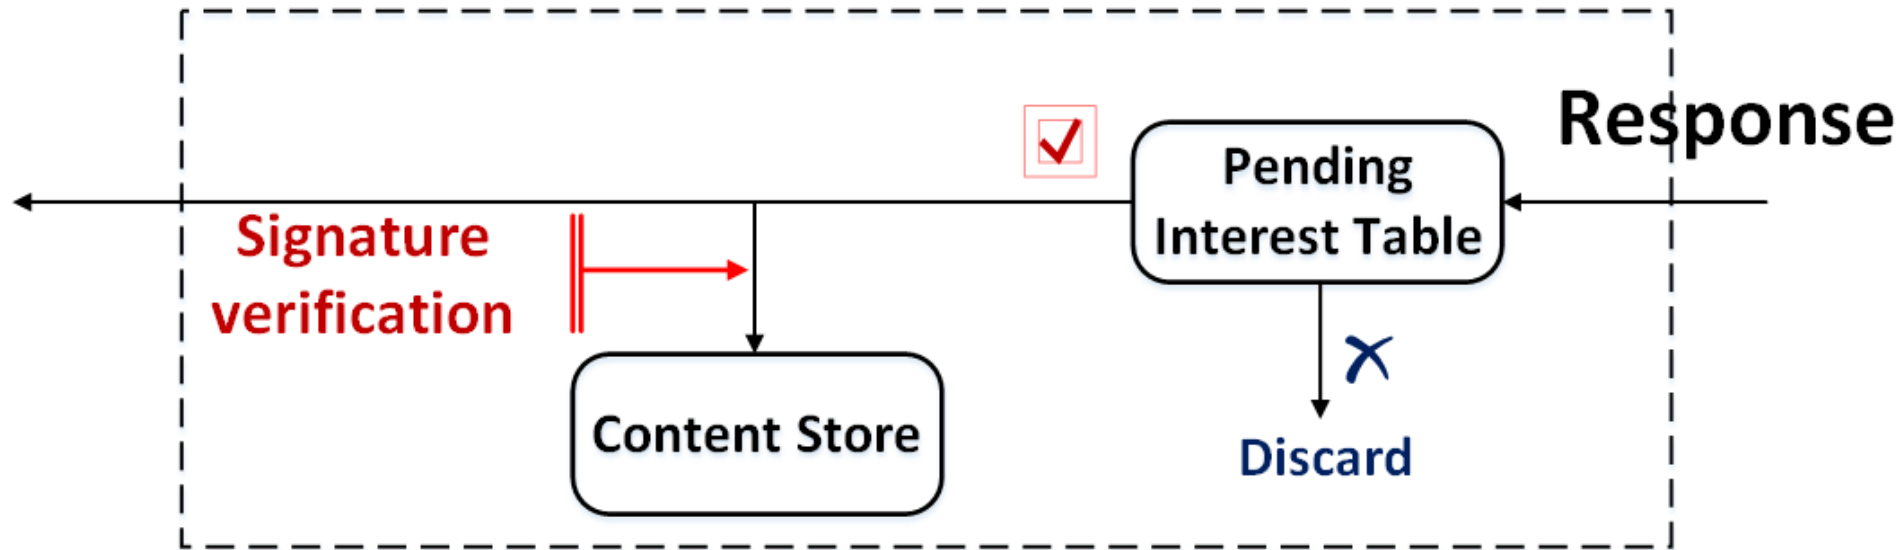 Response
Pending
Interest Table
Signature
verification
Content Store
Discard